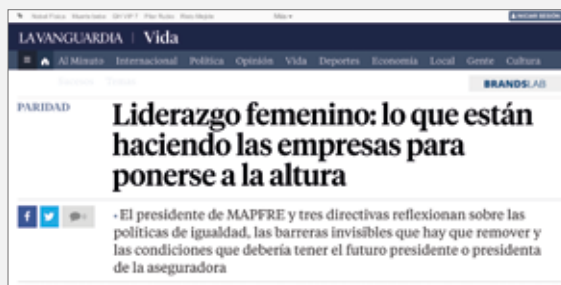 LAVANGUARDIA | Vida
Al Minuto Internacional Política Opinión Vida Deportes Economía Local Gente Cultura
BRANDSLAB
PARIDAD
Liderazgo femenino: lo que están
haciendo las empresas para
ponerse a la altura
- El presidente de MAPFRE y tres directivas reflexionan sobre las
políticas de igualdad, las barreras invisibles que hay que remover y
las condiciones que debería tener el futuro presidente o presidenta
de la aseguradora